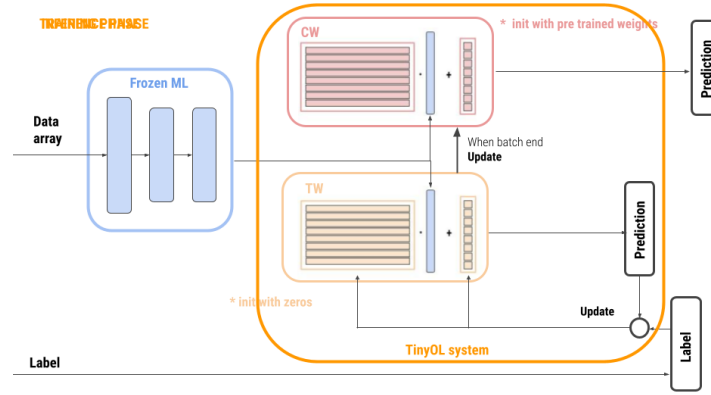 CW
* init with pre trained weights
Frozen ML
Prediction
Data
array
When batch end
Update
TW
Prediction
* init with zeros
Update
TinyOL system
Label
Label